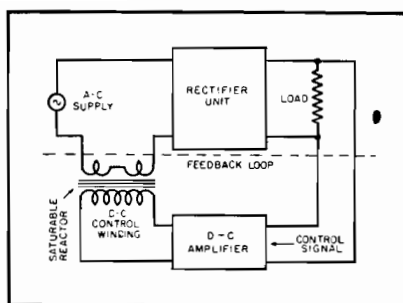 A-C
SUPPLY
RECTIFIER
UNIT
LOAD
FEEDBACK LOOP
SATURABLE
REACTOR
D-C
CONTROL
WINDING
D-C
AMPLIFIER
CONTROL
SIGNAL